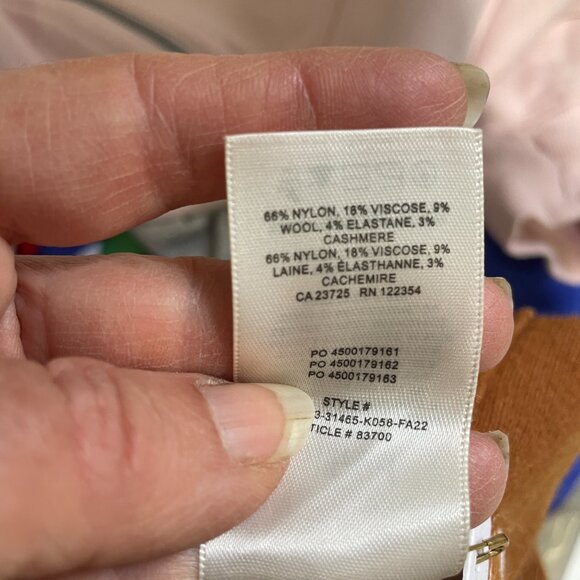 66% NYLON, 18% VISCOSE, 9%
WOOL, 4% ELASTANE, 3%
CASHMERE
66% NYLON, 18% VISCOSE, 9%
LAINE, 4% ÉLASTHANNE, 3%
CACHEMIRE
CA 23725 RN 122354
PO 4500179161
PO 4500179162
PO 4500179163
STYLE #
3-31465-K056-FA22
TICLE # 83700